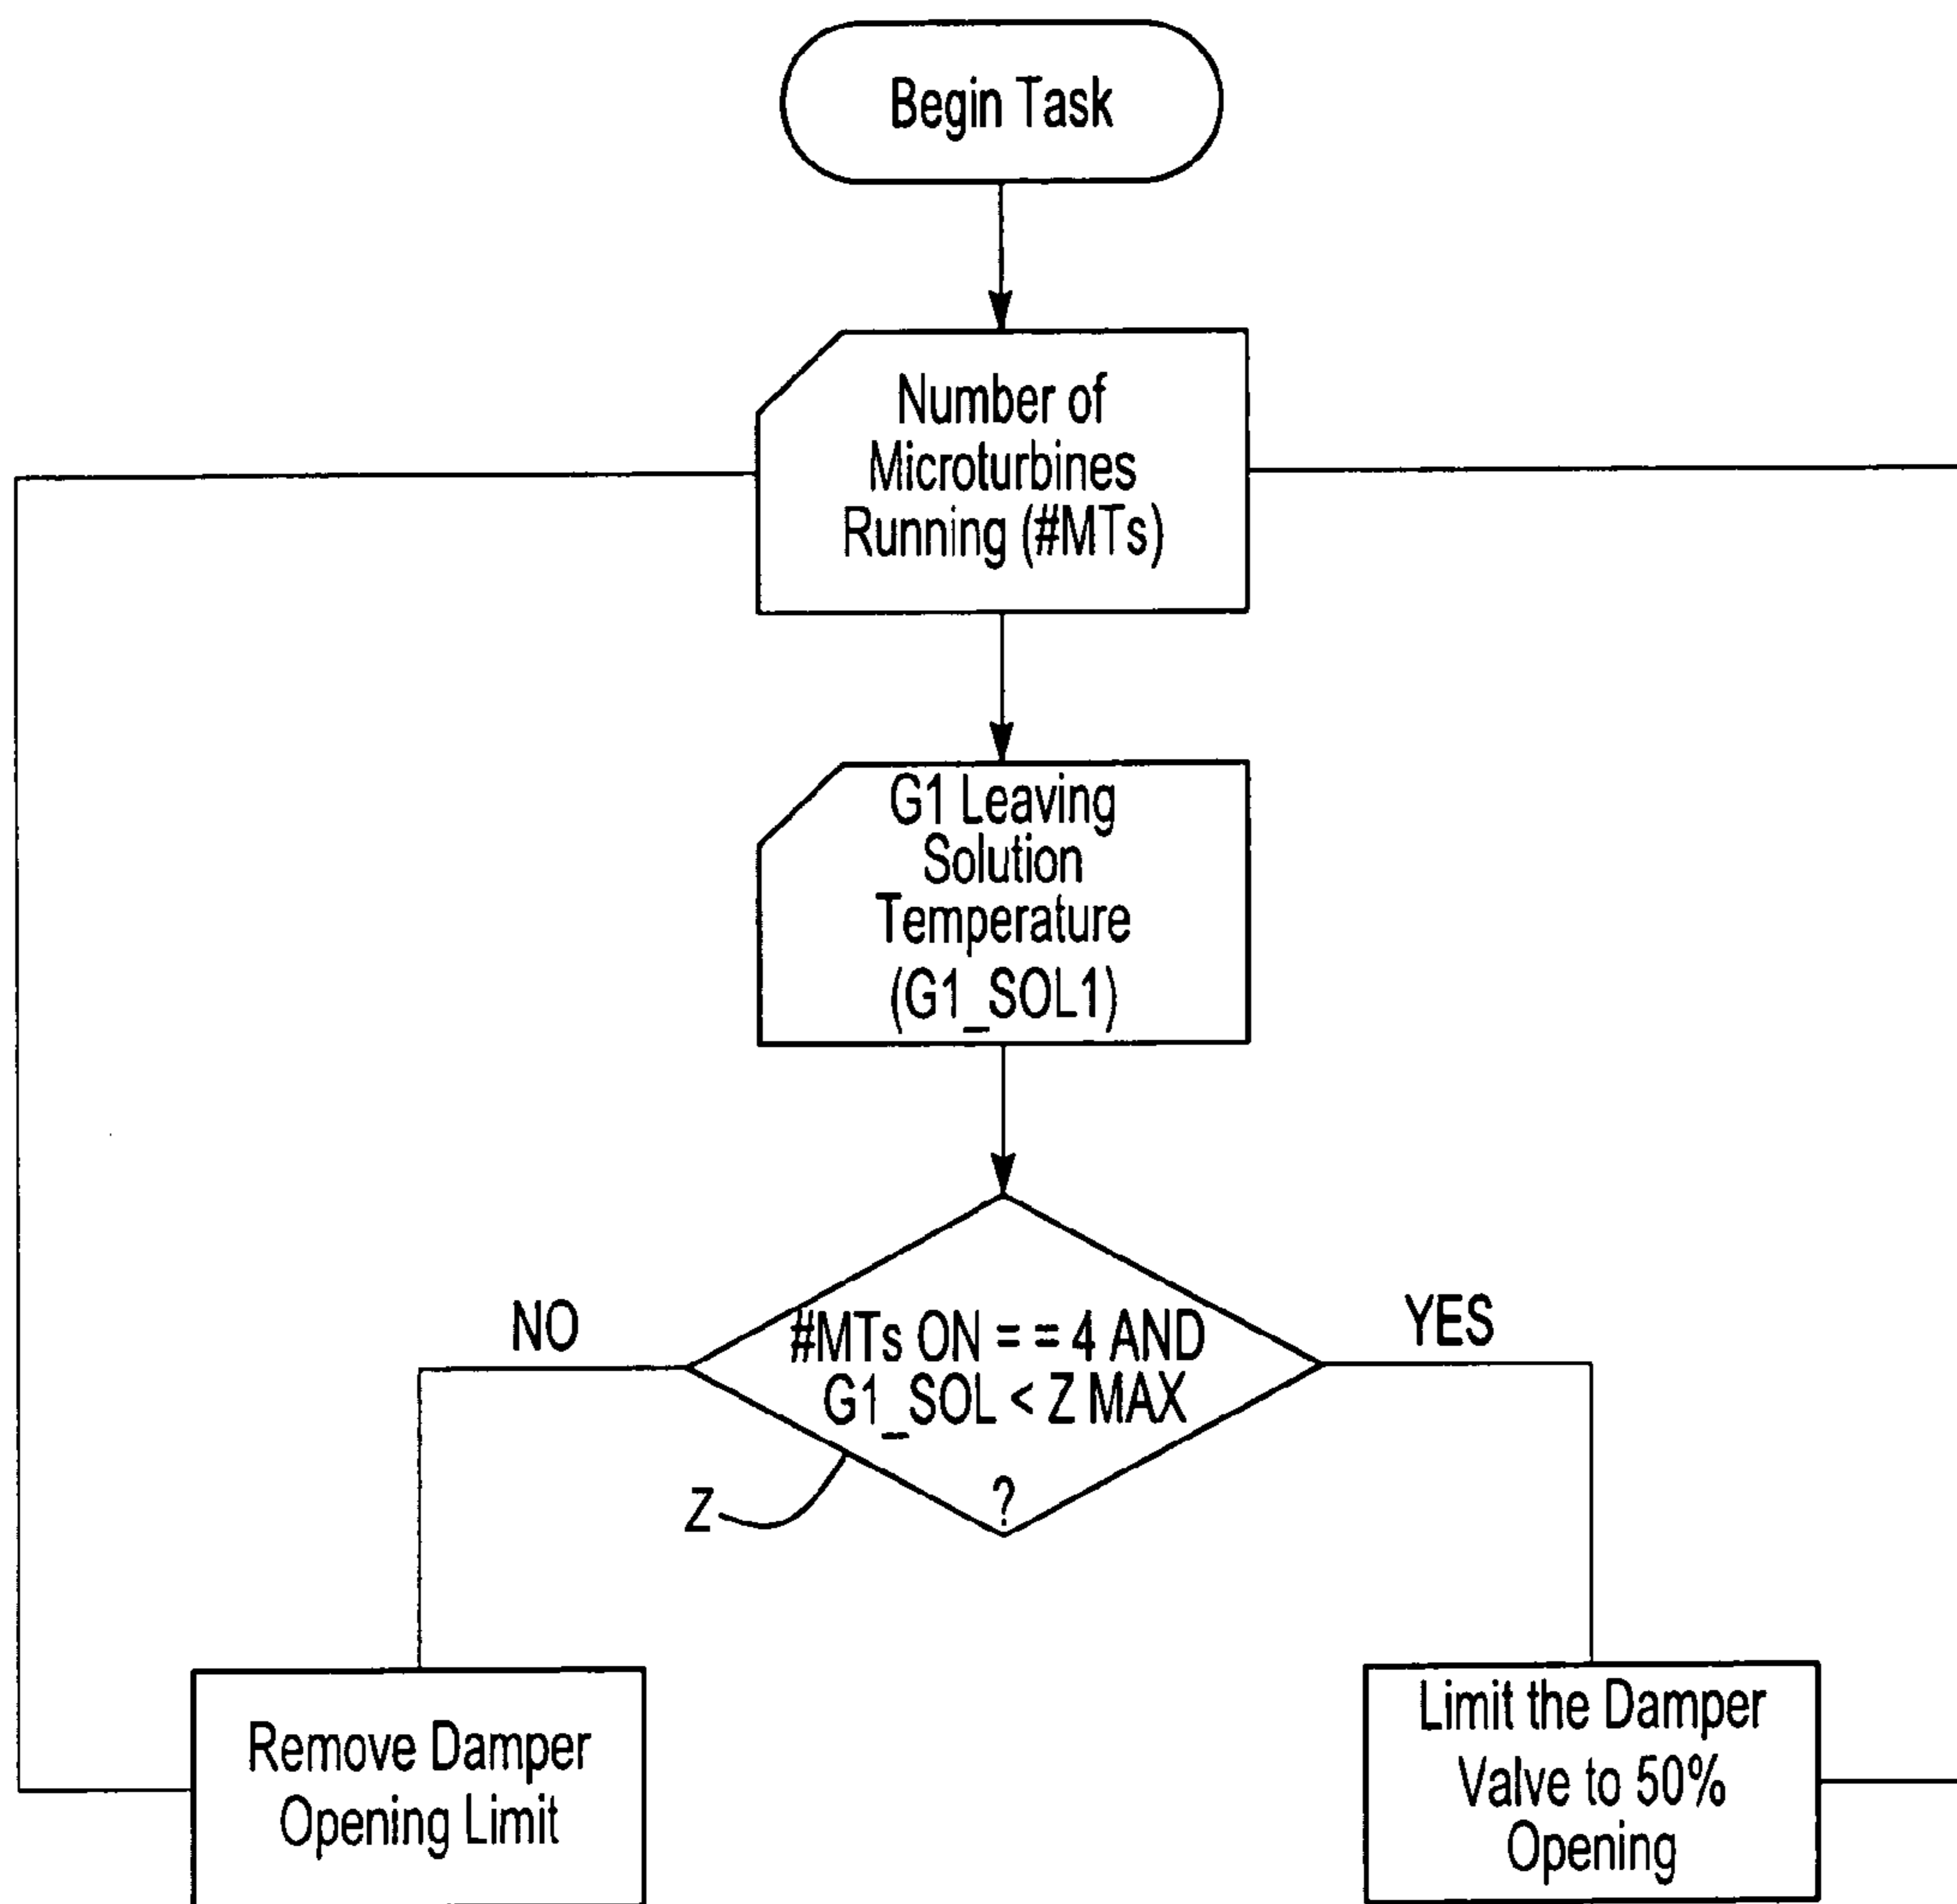 Begin Task
Number of
Microturbines
Running (#MTs)
G1 Leaving
Solution
Temperature
(G1_SOL1)
NO
#MTs ON = = 4 AND
G1_SOL < Z MAX
?
YES
Z
Remove Damper
Opening Limit
Limit the Damper
Valve to 50%
Opening